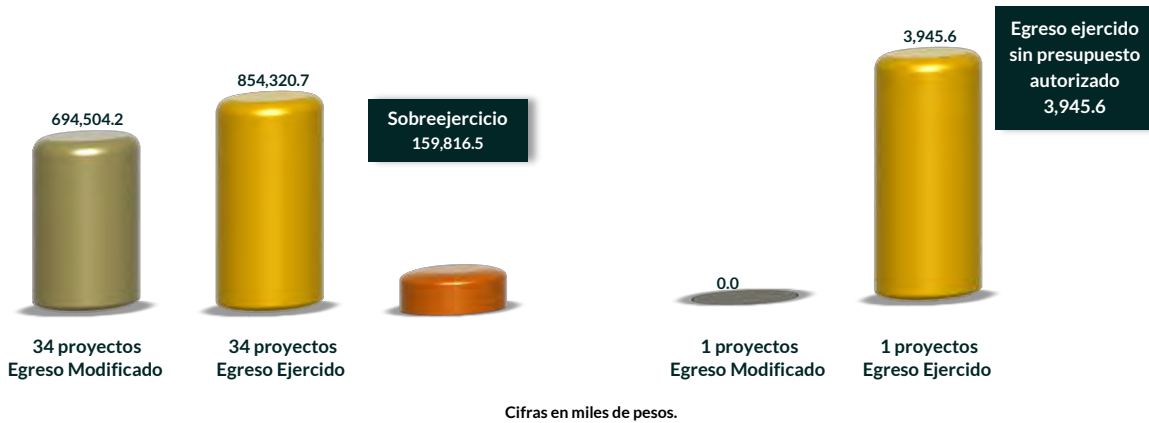 694,504.2
34 proyectos
Egreso Modificado
854,320.7
34 proyectos
Egreso Ejercido
Sobreejercicio
159,816.5
0.0
1 proyectos
Egreso Modificado
3,945.6
1 proyectos
Egreso Ejercido
Egreso ejercido
sin presupuesto
autorizado
3,945.6
Cifras en miles de pesos.